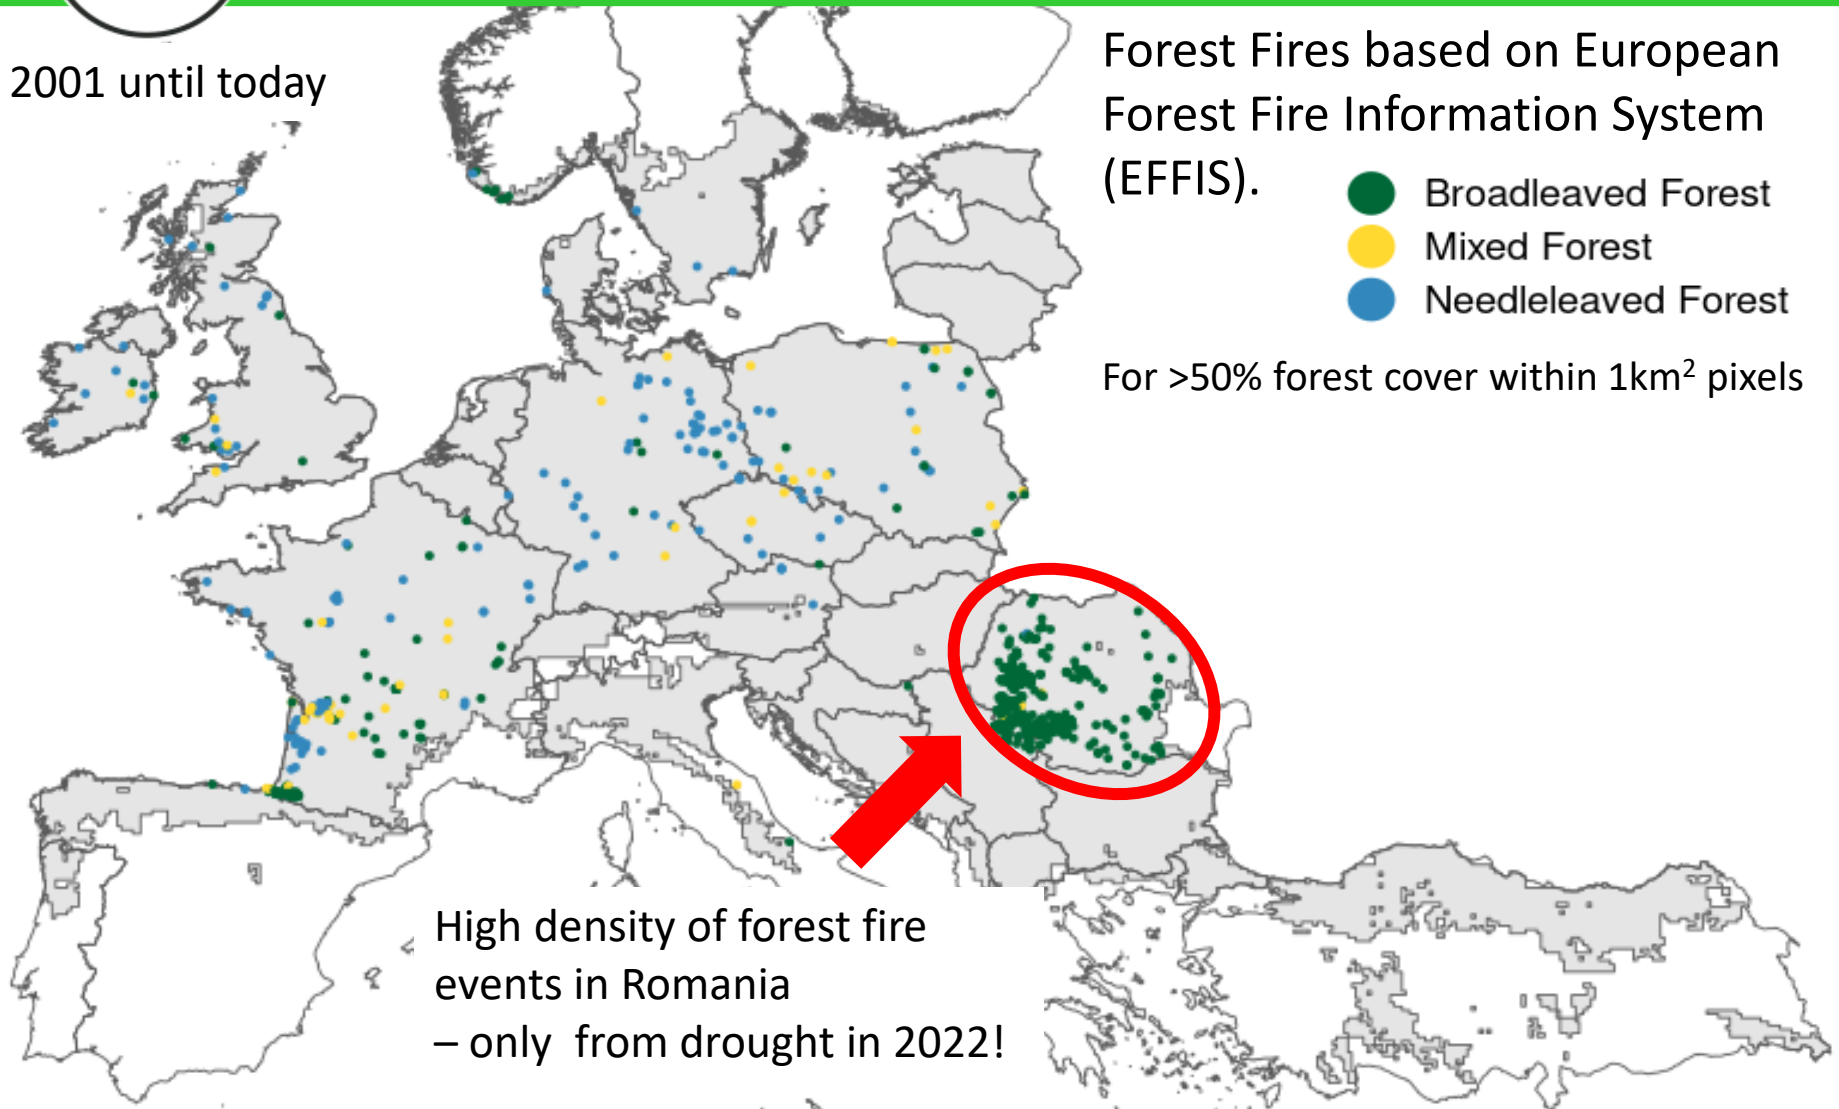 2001 until today
Forest Fires based on European
Forest Fire Information System
(EFFIS).
Broadleaved Forest
Mixed Forest
Needleleaved Forest
For >50% forest cover within 1km² pixels
High density of forest fire
events in Romania
– only  from drought in 2022!